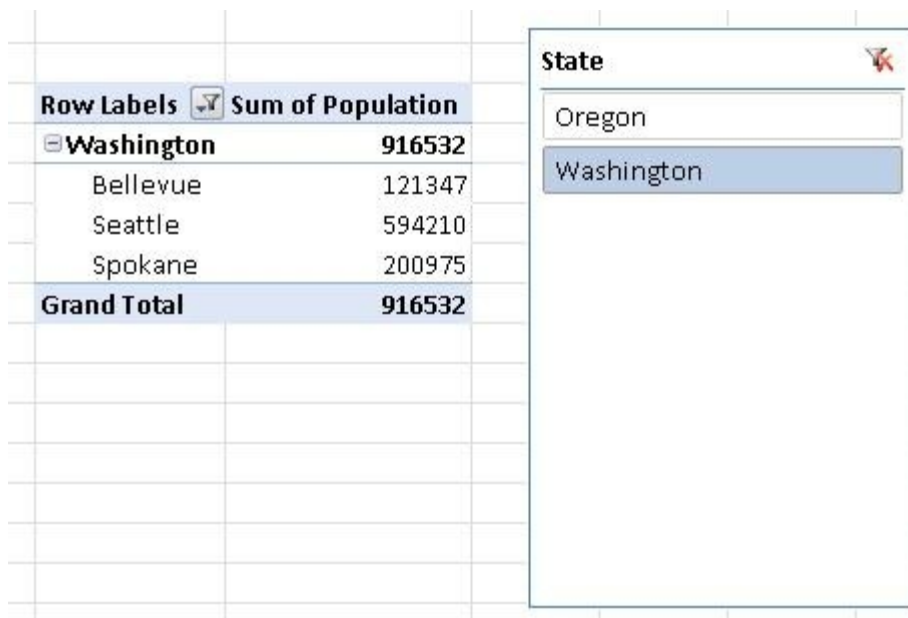 Row Labels Sum of Population
Washington 916532
Bellevue 121347
Seattle 594210
Spokane 200975
Grand Total 916532
State
Oregon
Washington